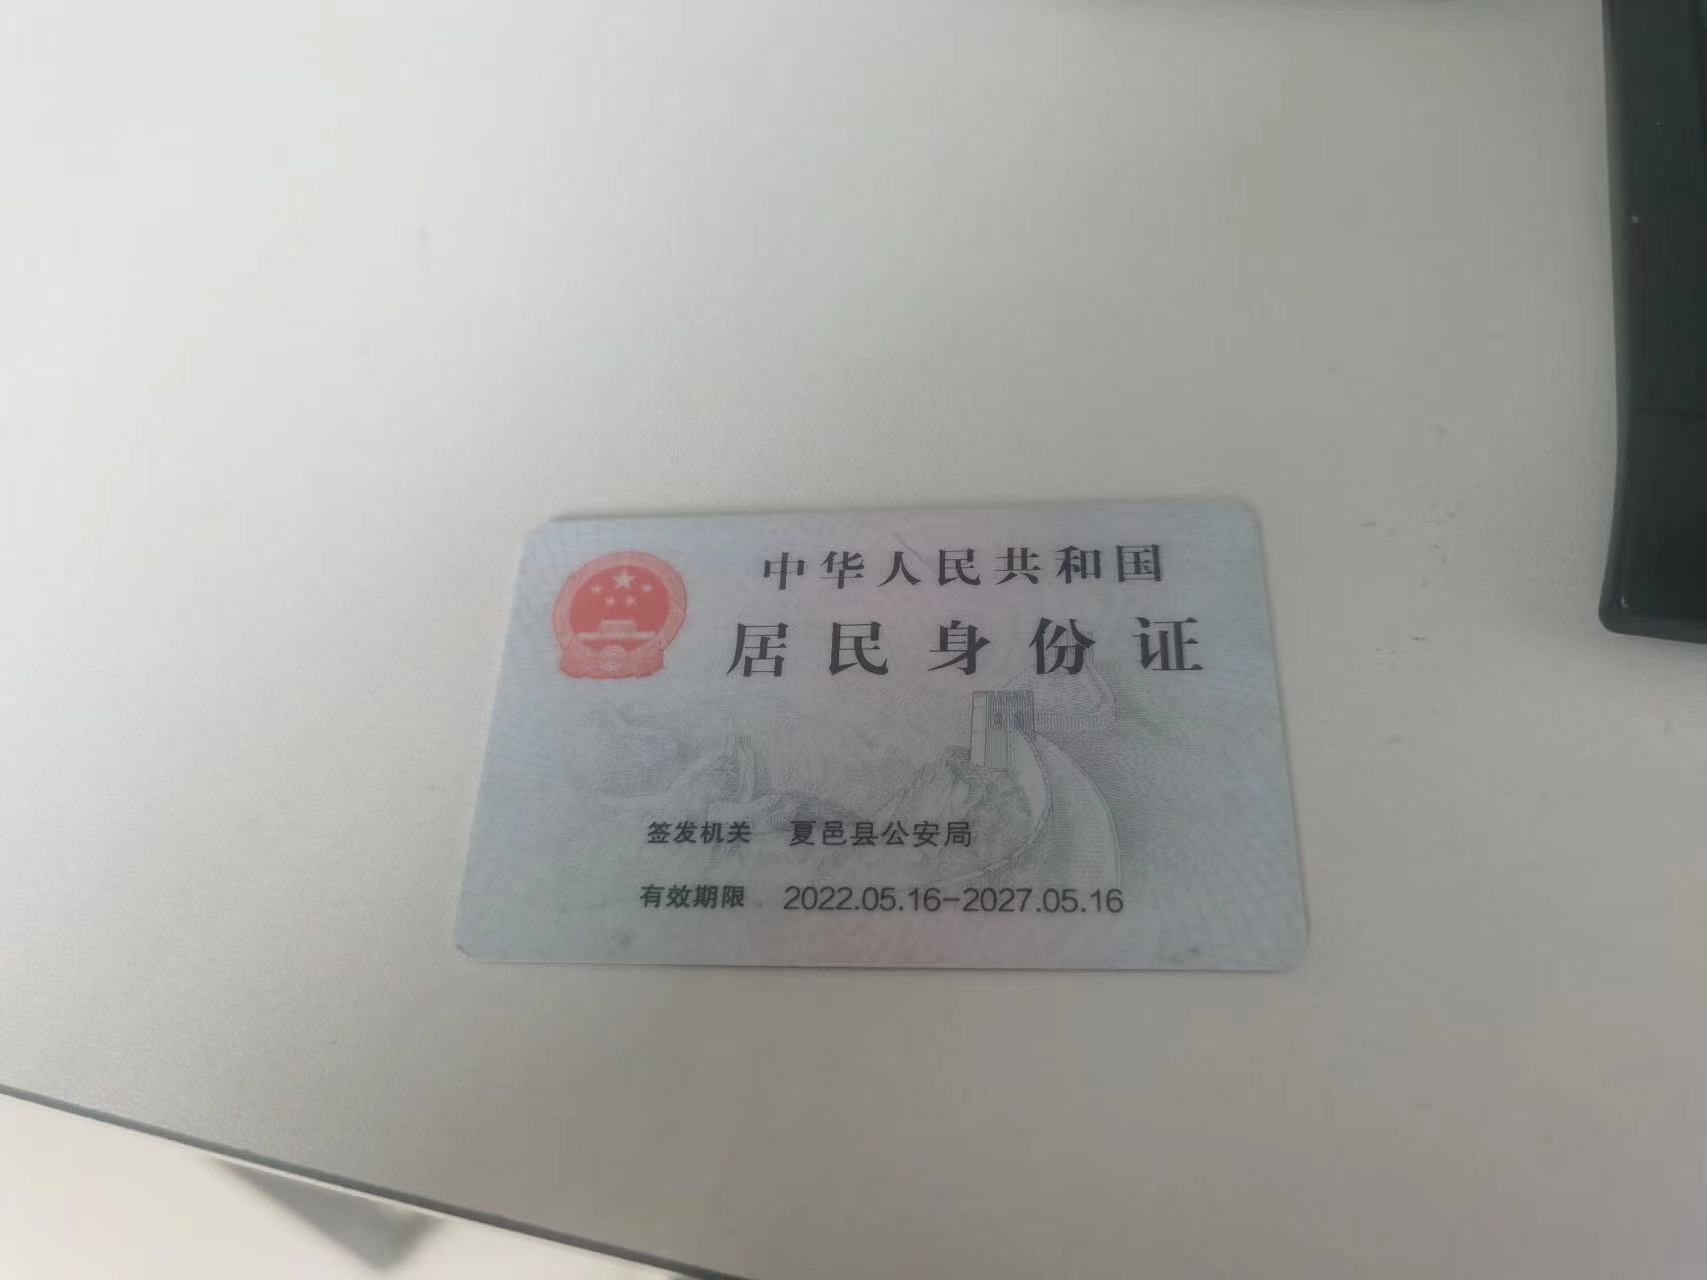 中华人民共和国
居民身份证
签发机关 夏邑县公安局
有效期限 2022.05.16-2027.05.16